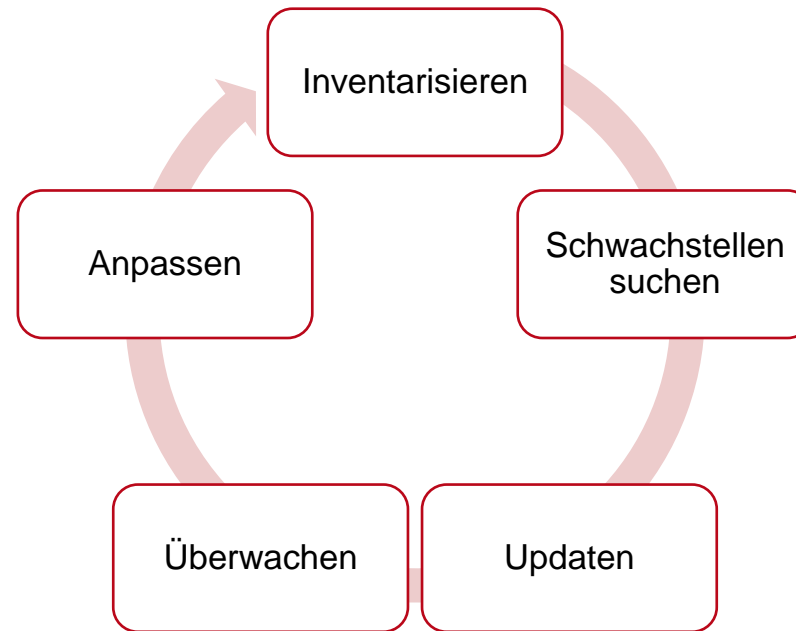 Inventarisieren
Schwachstellen
suchen
Updaten
Überwachen
Anpassen